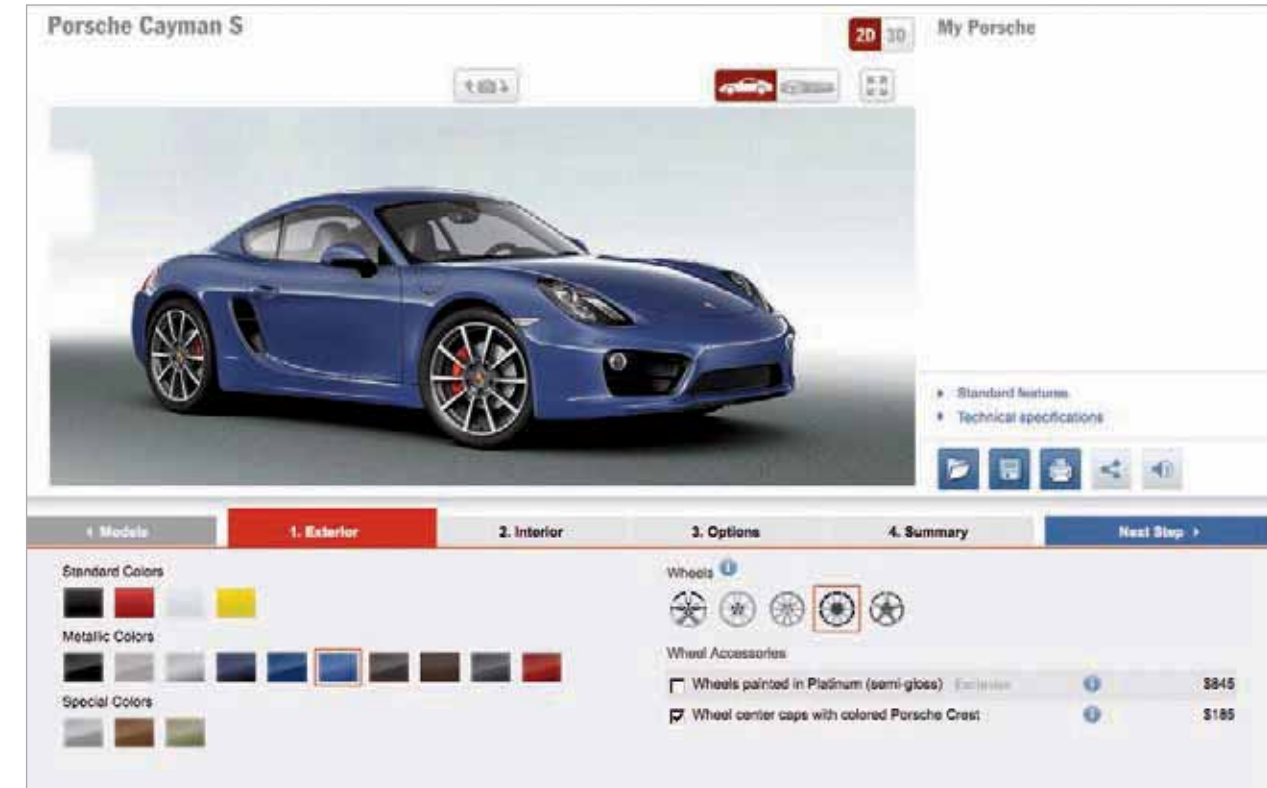 Porsche Cayman S
2D 3D
My Porsche
Standard features
Technical specifications
Models
1. Exterior
2. Interior
3. Options
4. Summary
Next Step
Standard Colors
Metallic Colors
Special Colors
Wheels
Wheel Accessories
Wheels painted in Platinum (semi-gloss) Exclusive $845
Wheel center caps with colored Porsche Crest $185